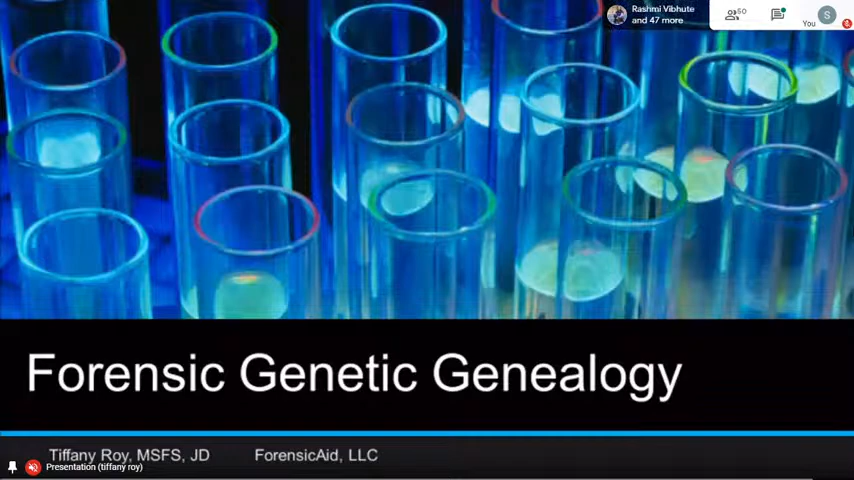 Rashmi Vibhute
and 47 more
60
You
S
Forensic Genetic Genealogy
Tiffany Roy, MSFS, JD ForensicAid, LLC
Presentation (tiffany roy)